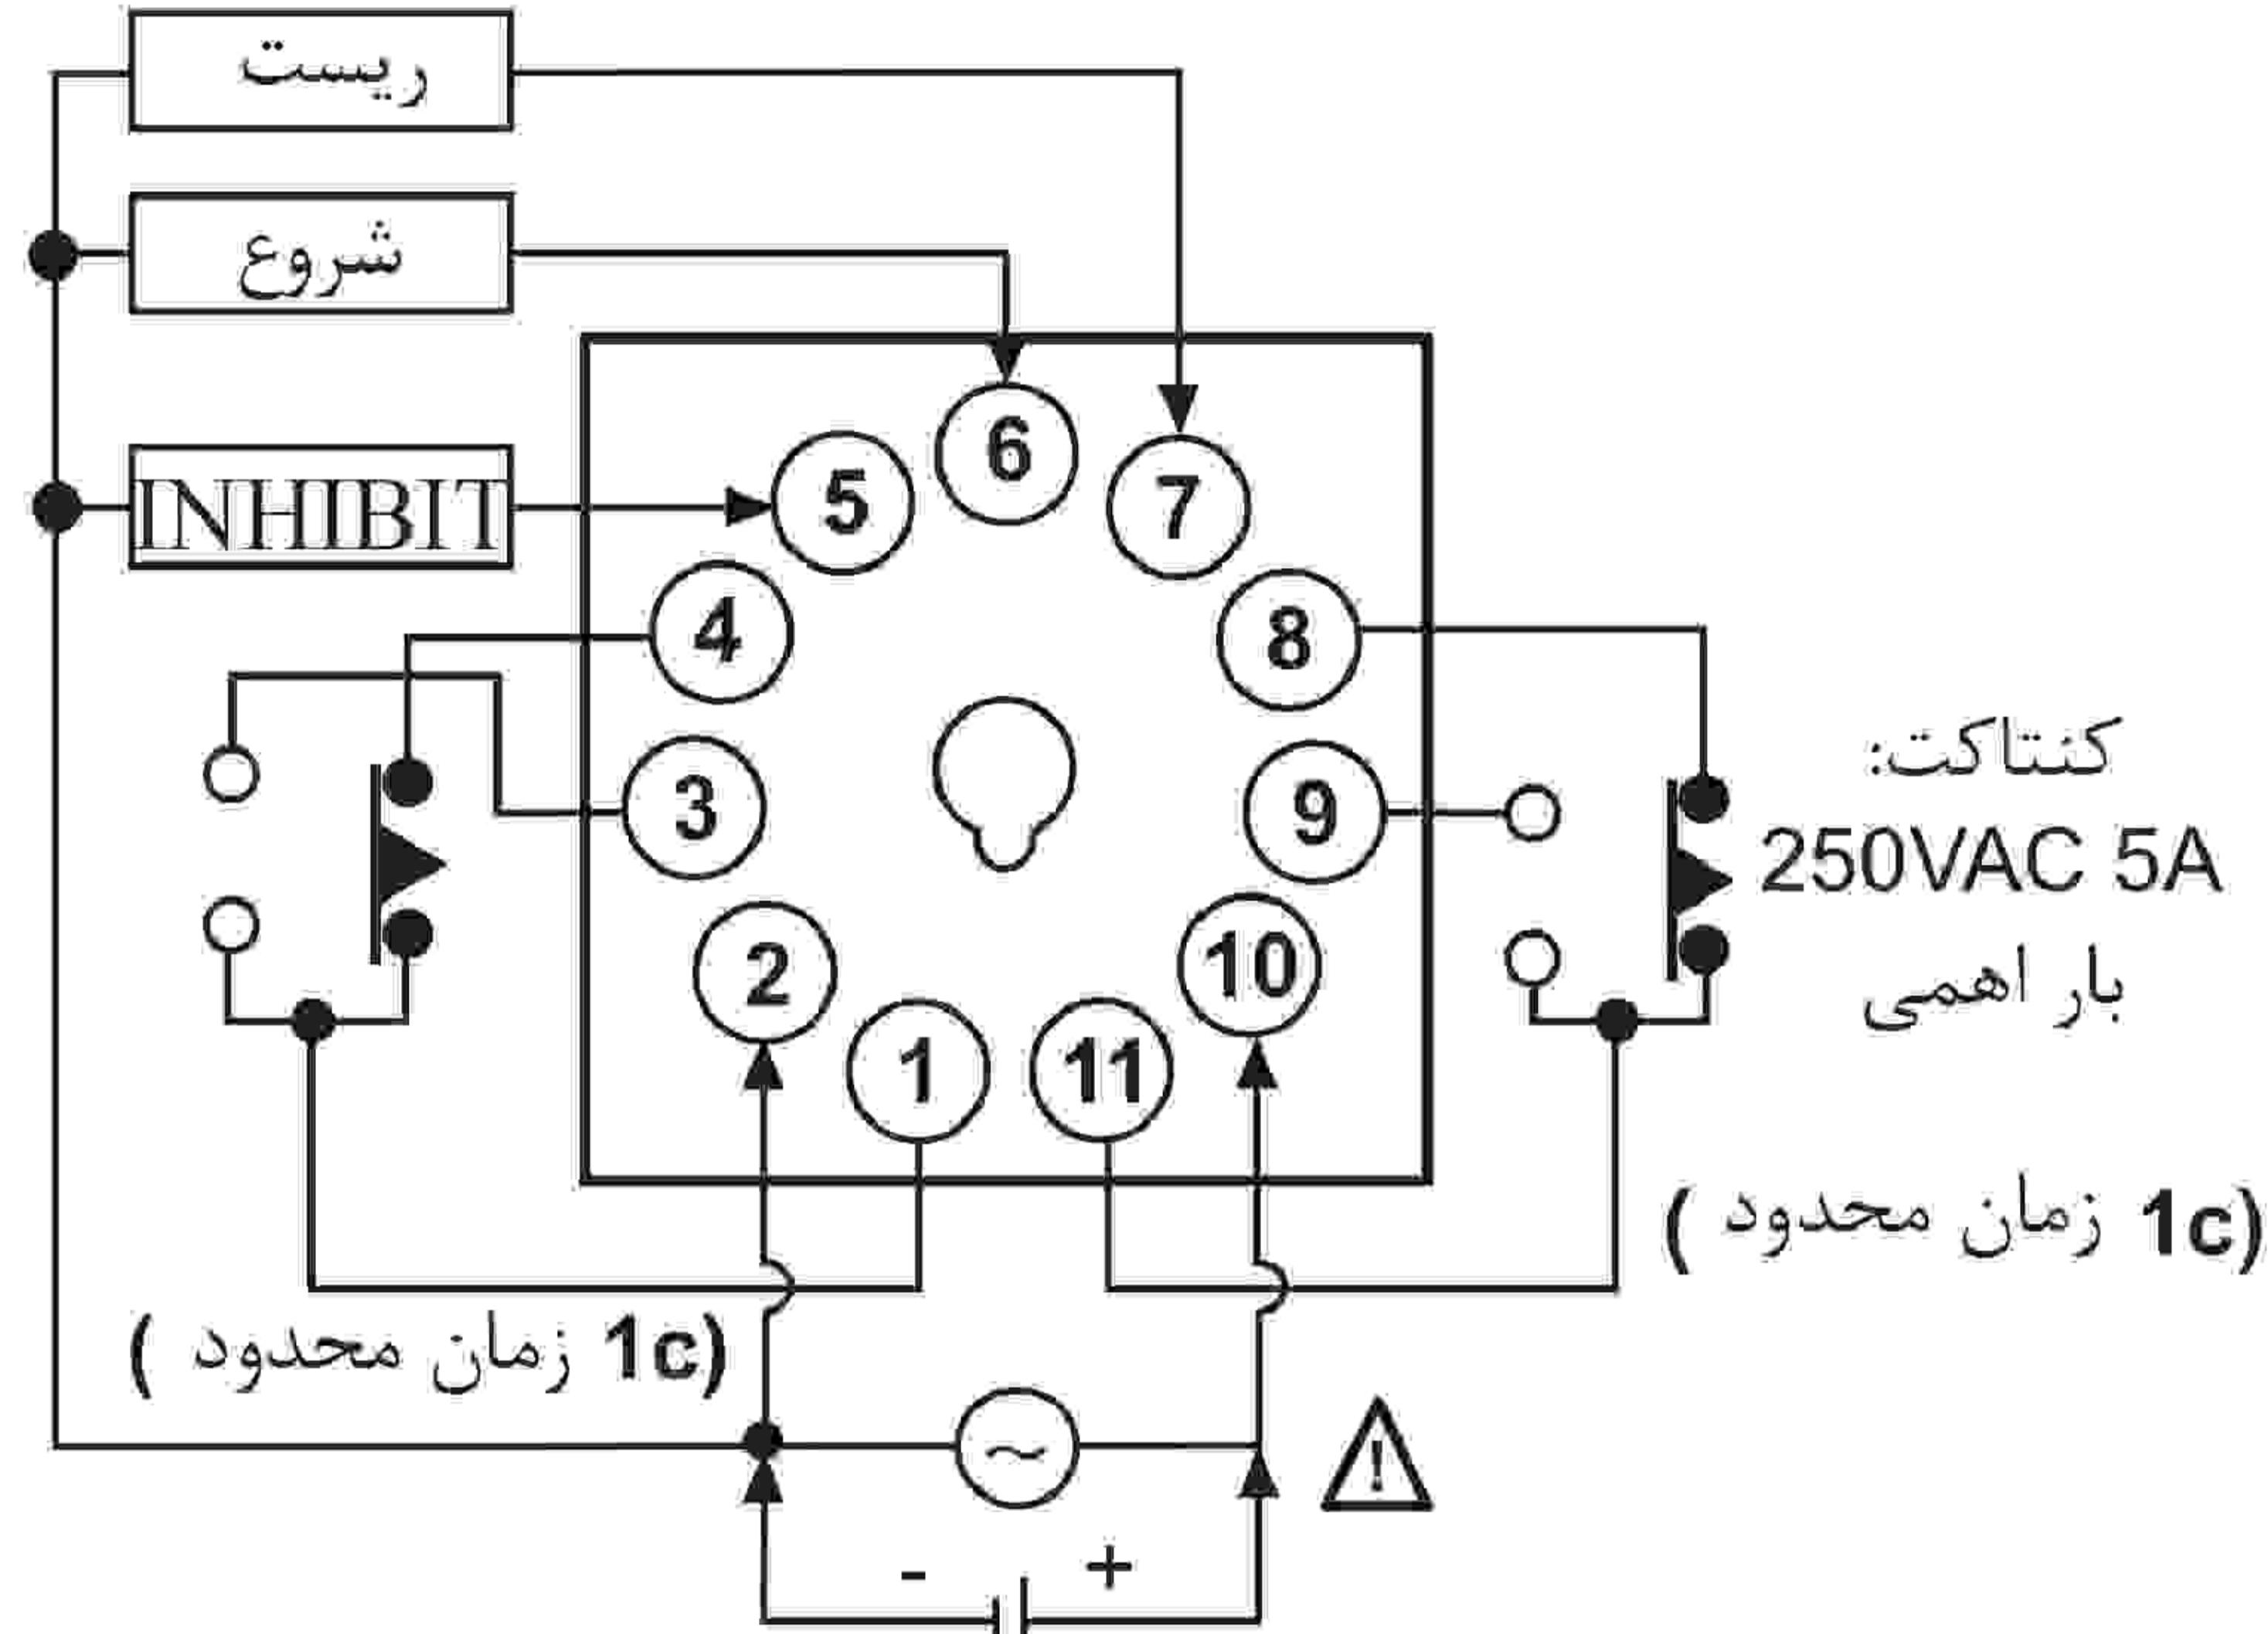 ریست
شروع
INHIBIT
6
5
7
4
8
3
9
2
10
1
11
کنتاکت:
250VAC 5A
بار اهمی
(1c زمان محدود )
(1c زمان محدود )
~
!
- +